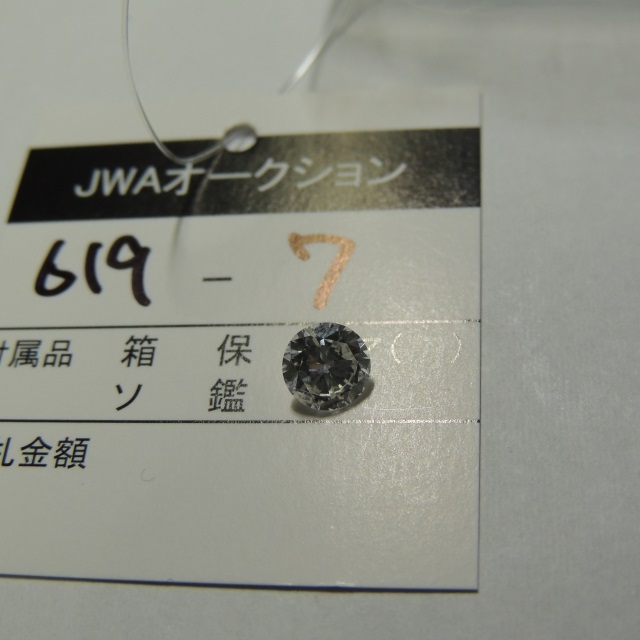 JWAオークション
619 - 7
付属品 箱 保
ソ 鑑
札金額